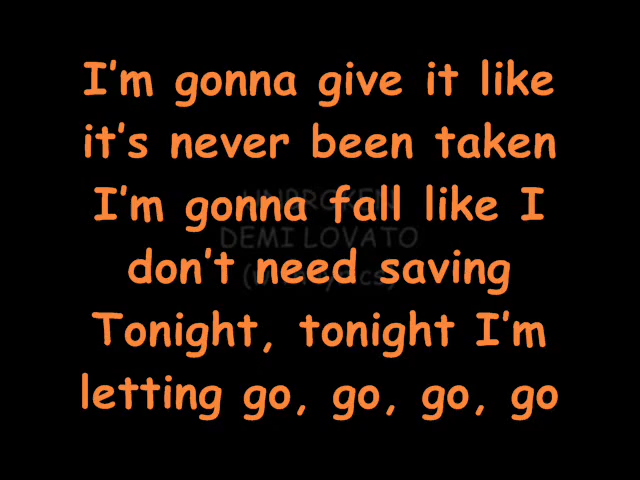 I'm gonna give it like
it's never been taken
UNBROKEN
I'm gonna fall like I
DEMI LOVATO
don't need saving
Tonight, tonight I'm
letting go, go, go, go